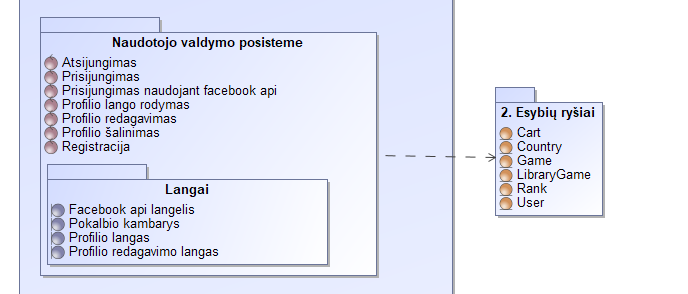 Naudotojo valdymo posisteme
Atsijungimas
Prisijungimas
Prisijungimas naudojant facebook api
Profilio lango rodymas
Profilio redagavimas
Profilio šalinimas
Registracija
Langai
Facebook api langelis
Pokalbio kambarys
Profilio langas
Profilio redagavimo langas
2. Esybių ryšiai
Cart
Country
Game
LibraryGame
Rank
User